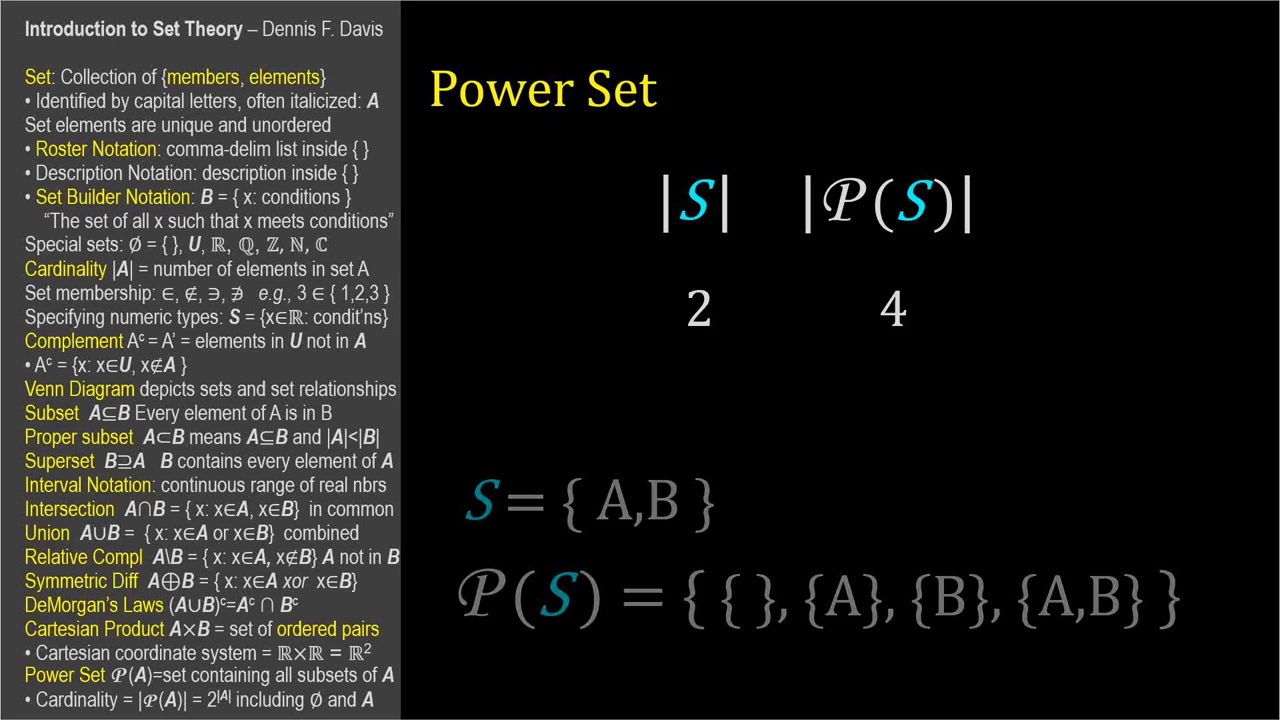 Introduction to Set Theory – Dennis F. Davis
Set: Collection of {members, elements}
• Identified by capital letters, often italicized: A
Set elements are unique and unordered
• Roster Notation: comma-delim list inside { }
• Description Notation: description inside { }
• Set Builder Notation: B = { x: conditions }
“The set of all x such that x meets conditions”
Special sets: ∅ = { }, U, ℝ, ℚ, ℤ, ℕ, ℂ
Cardinality |A| = number of elements in set A
Set membership: ∈, ∉, ∋, ∌ e.g., 3 ∈ { 1,2,3 }
Specifying numeric types: S = {x∈ℝ: condit’ns}
Complement Aᶜ = A’ = elements in U not in A
• Aᶜ = {x: x∈U, x∉A }
Venn Diagram depicts sets and set relationships
Subset A⊆B Every element of A is in B
Proper subset A⊂B means A⊆B and |A|<|B|
Superset B⊇A B contains every element of A
Interval Notation: continuous range of real nbrs
Intersection A∩B = { x: x∈A, x∈B} in common
Union A∪B = { x: x∈A or x∈B} combined
Relative Compl A\B = { x: x∈A, x∉B} A not in B
Symmetric Diff A⨁B = { x: x∈A xor x∈B}
DeMorgan’s Laws (A∪B)ᶜ=Aᶜ ∩ Bᶜ
Cartesian Product A×B = set of ordered pairs
• Cartesian coordinate system = ℝ×ℝ = ℝ²
Power Set 𝒫(A)=set containing all subsets of A
• Cardinality = |𝒫(A)| = 2^|A| including ∅ and A
Power Set
|S| |𝒫(S)|
2 4
S = { A,B }
𝒫(S) = { { }, {A}, {B}, {A,B} }